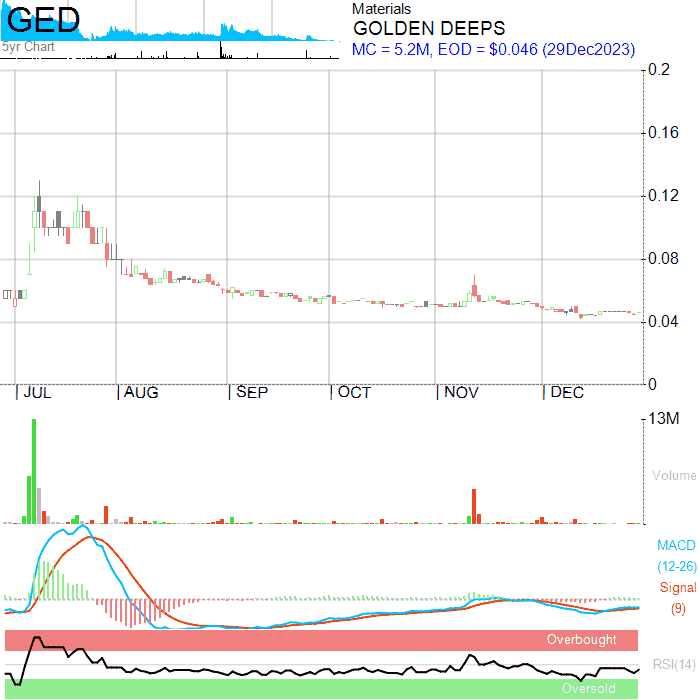 GED
5yr Chart
Materials
GOLDEN DEEPS
MC = 5.2M, EOD = $0.046 (29Dec2023)
0.2
0.16
0.12
0.08
0.04
0
JUL AUG SEP OCT NOV DEC
13M
Volume
MACD
(12-26)
Signal
(9)
Overbought
RSI(14)
Oversold